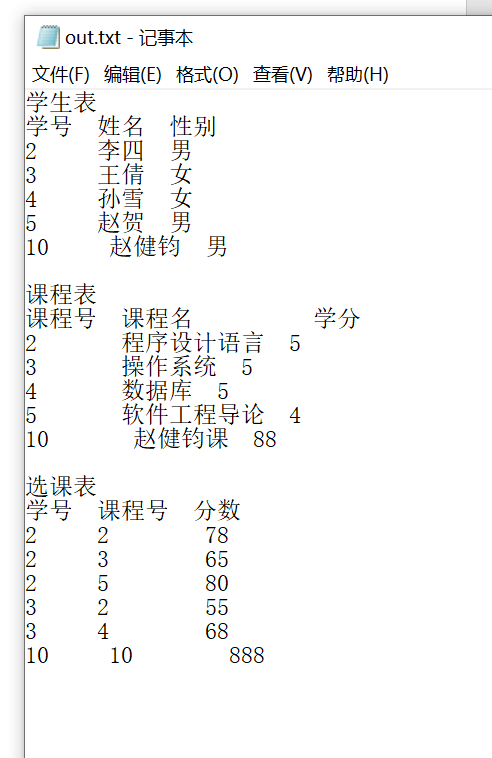 out.txt - 记事本
文件(F) 编辑(E) 格式(O) 查看(V) 帮助(H)
学生表
学号 姓名 性别
2 李四 男
3 王倩 女
4 孙雪 女
5 赵贺 男
10 赵健钧 男
课程表
课程号 课程名 学分
2 程序设计语言 5
3 操作系统 5
4 数据库 5
5 软件工程导论 4
10 赵健钧课 88
选课表
学号 课程号 分数
2 2 78
2 3 65
2 5 80
3 2 55
3 4 68
10 10 888